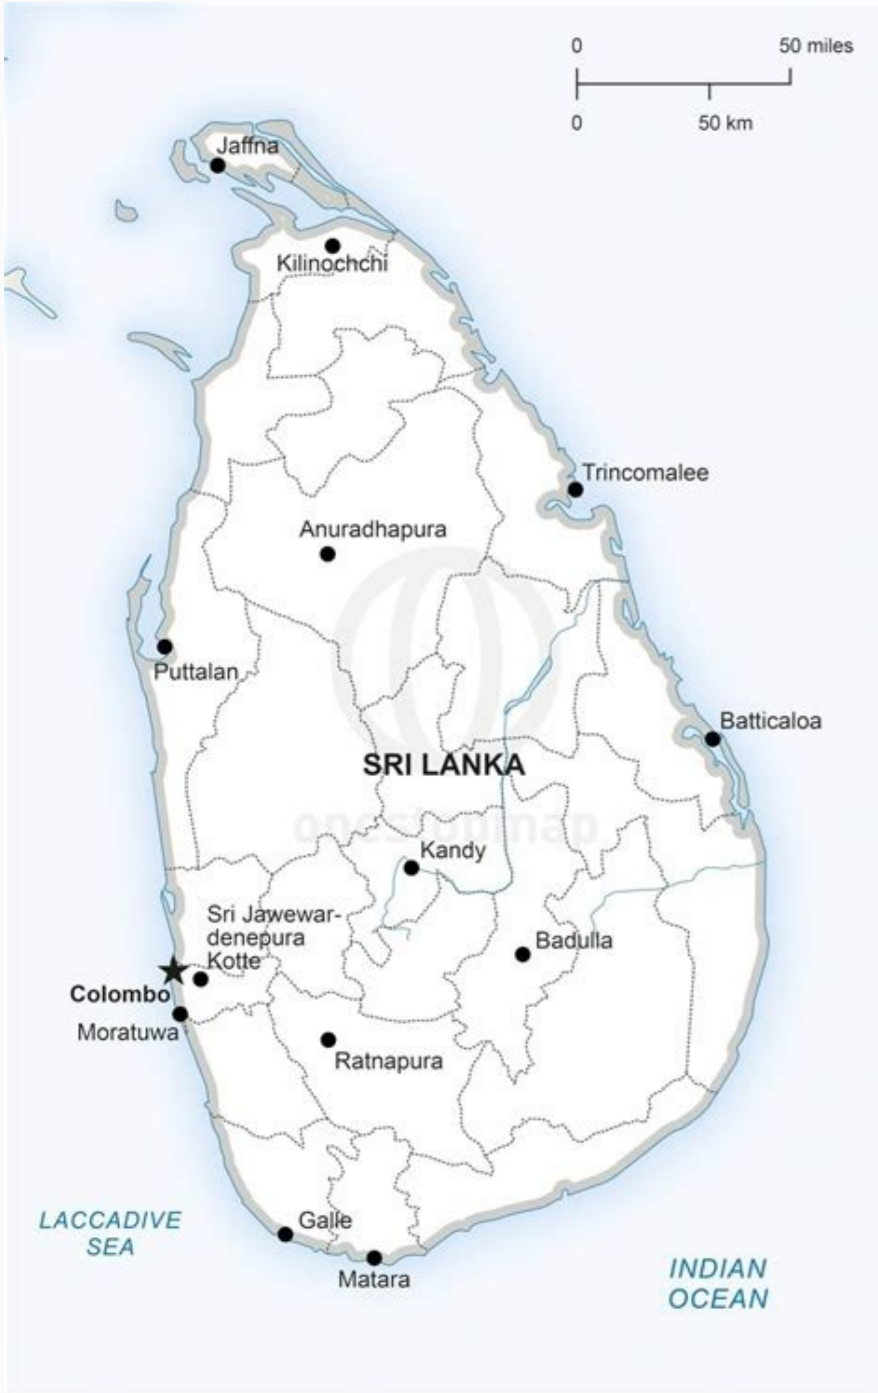 0 50 miles
0 50 km
Jaffna
Kilinochchi
Trincomalee
Anuradhapura
Puttalan
Batticaloa
SRI LANKA
onestopmap
Kandy
Sri Jawewar-
denepura
Kotte
Badulla
Colombo
Moratuwa
Ratnapura
LACCADIVE
SEA
Galle
Matara
INDIAN
OCEAN